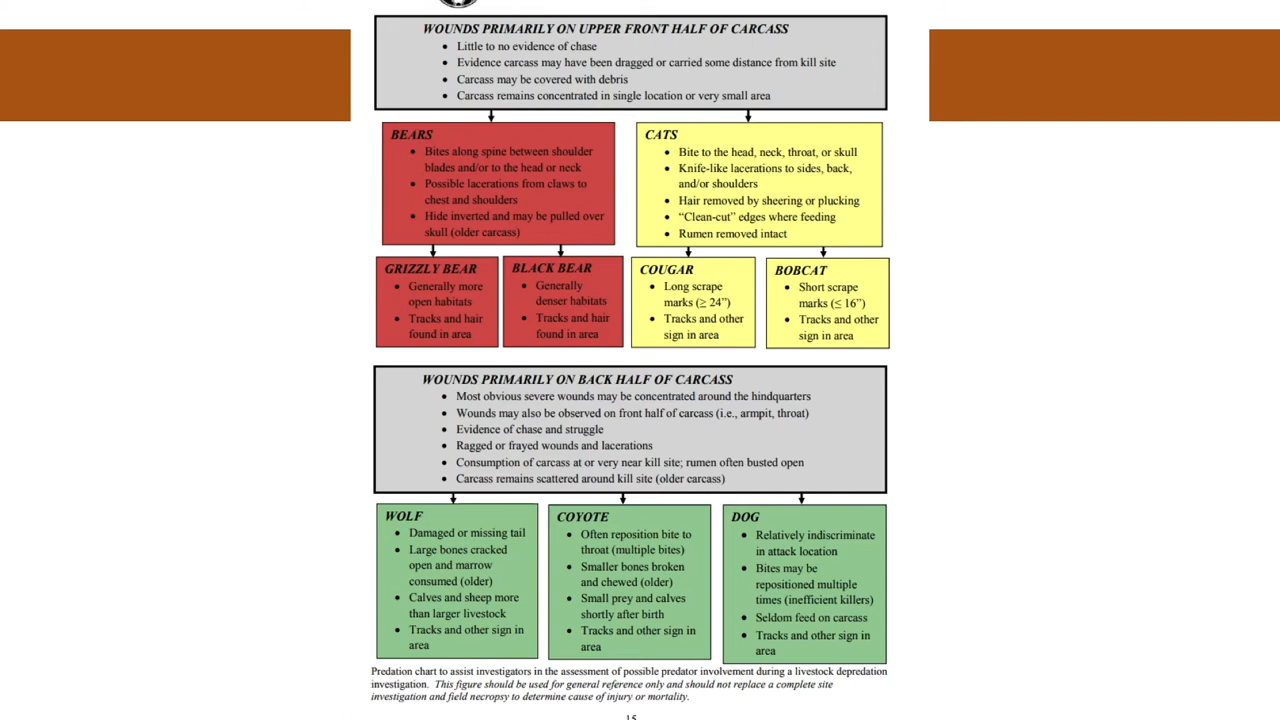 WOUNDS PRIMARILY ON UPPER FRONT HALF OF CARCASS
• Little to no evidence of chase
• Evidence carcass may have been dragged or carried some distance from kill site
• Carcass may be covered with debris
• Carcass remains concentrated in single location or very small area
BEARS
• Bites along spine between shoulder
blades and/or to the head or neck
• Possible lacerations from claws to
chest and shoulders
• Hide inverted and may be pulled over
skull (older carcass)
CATS
• Bite to the head, neck, throat, or skull
• Knife-like lacerations to sides, back,
and/or shoulders
• Hair removed by sheering or plucking
• “Clean-cut” edges where feeding
• Rumen removed intact
GRIZZLY BEAR
• Generally more
open habitats
• Tracks and hair
found in area
BLACK BEAR
• Generally
denser habitats
• Tracks and hair
found in area
COUGAR
• Long scrape
marks (≥ 24”)
• Tracks and other
sign in area
BOBCAT
• Short scrape
marks (≤ 16”)
• Tracks and other
sign in area
WOUNDS PRIMARILY ON BACK HALF OF CARCASS
• Most obvious severe wounds may be concentrated around the hindquarters
• Wounds may also be observed on front half of carcass (i.e., armpit, throat)
• Evidence of chase and struggle
• Ragged or frayed wounds and lacerations
• Consumption of carcass at or very near kill site; rumen often busted open
• Carcass remains scattered around kill site (older carcass)
WOLF
• Damaged or missing tail
• Large bones cracked
open and marrow
consumed (older)
• Calves and sheep more
than larger livestock
• Tracks and other sign in
area
COYOTE
• Often reposition bite to
throat (multiple bites)
• Smaller bones broken
and chewed (older)
• Small prey and calves
shortly after birth
• Tracks and other sign in
area
DOG
• Relatively indiscriminate
in attack location
• Bites may be
repositioned multiple
times (inefficient killers)
• Seldom feed on carcass
• Tracks and other sign in
area
Predation chart to assist investigators in the assessment of possible predator involvement during a livestock depredation
investigation. This figure should be used for general reference only and should not replace a complete site
investigation and field necropsy to determine cause of injury or mortality.
15